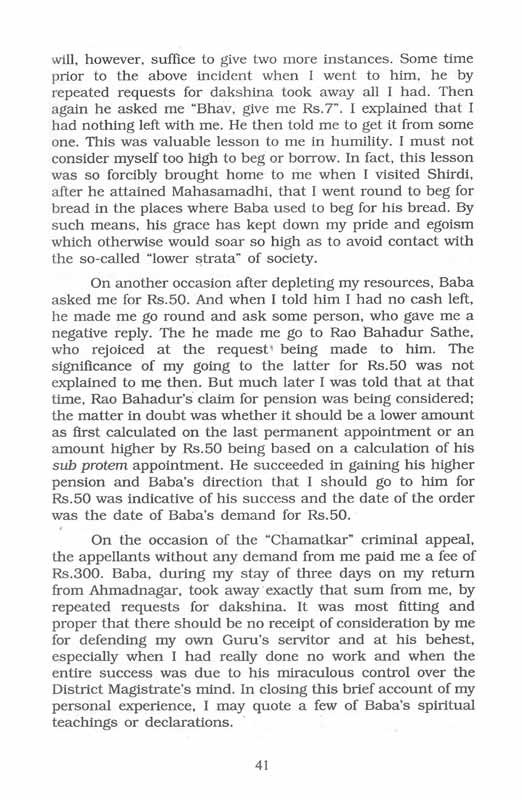 will, however, suffice to give two more instances. Some time
prior to the above incident when I went to him, he by
repeated requests for dakshina took away all I had. Then
again he asked me “Bhav, give me Rs.7”. I explained that I
had nothing left with me. He then told me to get it from some
one. This was valuable lesson to me in humility. I must not
consider myself too high to beg or borrow. In fact, this lesson
was so forcibly brought home to me when I visited Shirdi,
after he attained Mahasamadhi, that I went round to beg for
bread in the places where Baba used to beg for his bread. By
such means, his grace has kept down my pride and egoism
which otherwise would soar so high as to avoid contact with
the so-called “lower strata” of society.
On another occasion after depleting my resources, Baba
asked me for Rs.50. And when I told him I had no cash left,
he made me go round and ask some person, who gave me a
negative reply. The he made me go to Rao Bahadur Sathe,
who rejoiced at the request being made to him. The
significance of my going to the latter for Rs.50 was not
explained to me then. But much later I was told that at that
time, Rao Bahadur's claim for pension was being considered;
the matter in doubt was whether it should be a lower amount
as first calculated on the last permanent appointment or an
amount higher by Rs.50 being based on a calculation of his
sub protem appointment. He succeeded in gaining his higher
pension and Baba's direction that I should go to him for
Rs.50 was indicative of his success and the date of the order
was the date of Baba's demand for Rs.50.
On the occasion of the “Chamatkar” criminal appeal,
the appellants without any demand from me paid me a fee of
Rs.300. Baba, during my stay of three days on my return
from Ahmadnagar, took away exactly that sum from me, by
repeated requests for dakshina. It was most fitting and
proper that there should be no receipt of consideration by me
for defending my own Guru's servitor and at his behest,
especially when I had really done no work and when the
entire success was due to his miraculous control over the
District Magistrate's mind. In closing this brief account of my
personal experience, I may quote a few of Baba's spiritual
teachings or declarations.
41